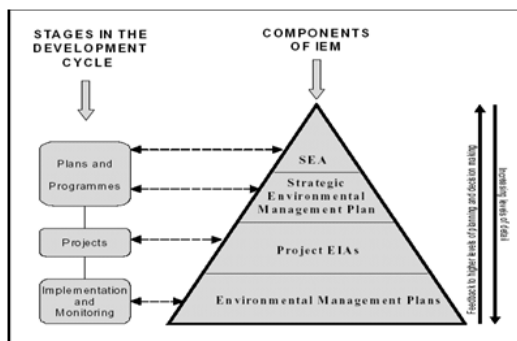 STAGES IN THE
DEVELOPMENT
CYCLE
COMPONENTS
OF IEM
Plans and
Programmes
Projects
Implementation
and
Monitoring
SEA
Strategic
Environmental
Management Plan
Project EIAs
Environmental Management Plans
Feedback to higher levels of planning and decision making
Increasing levels of detail